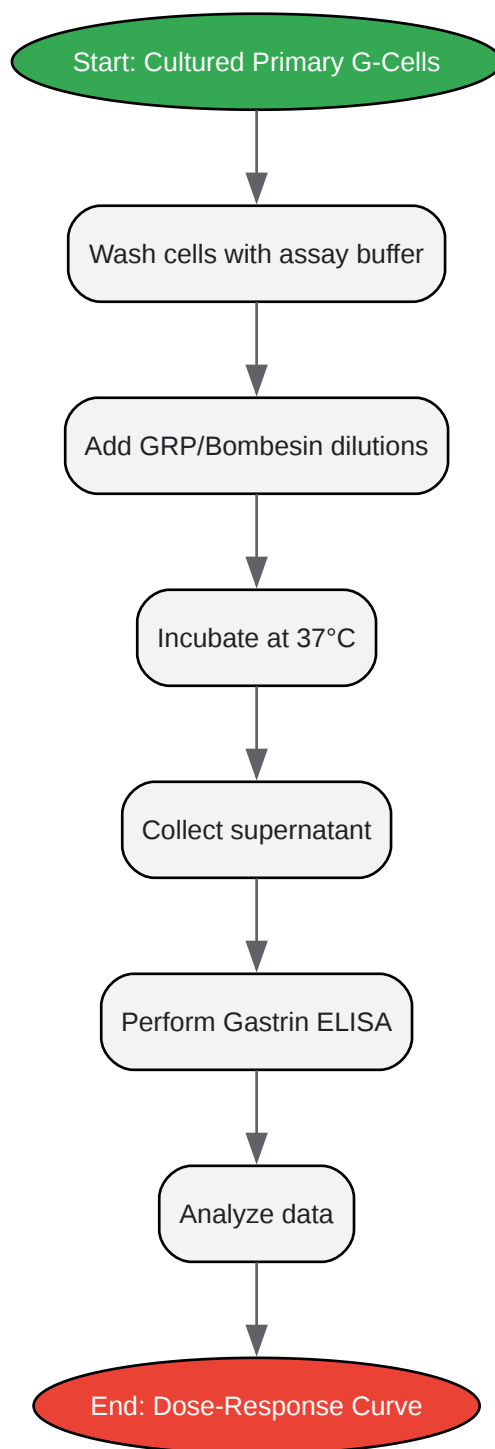 Start: Cultured Primary G-Cells
Wash cells with assay buffer
Add GRP/Bombesin dilutions
Incubate at 37°C
Collect supernatant
Perform Gastrin ELISA
Analyze data
End: Dose-Response Curve